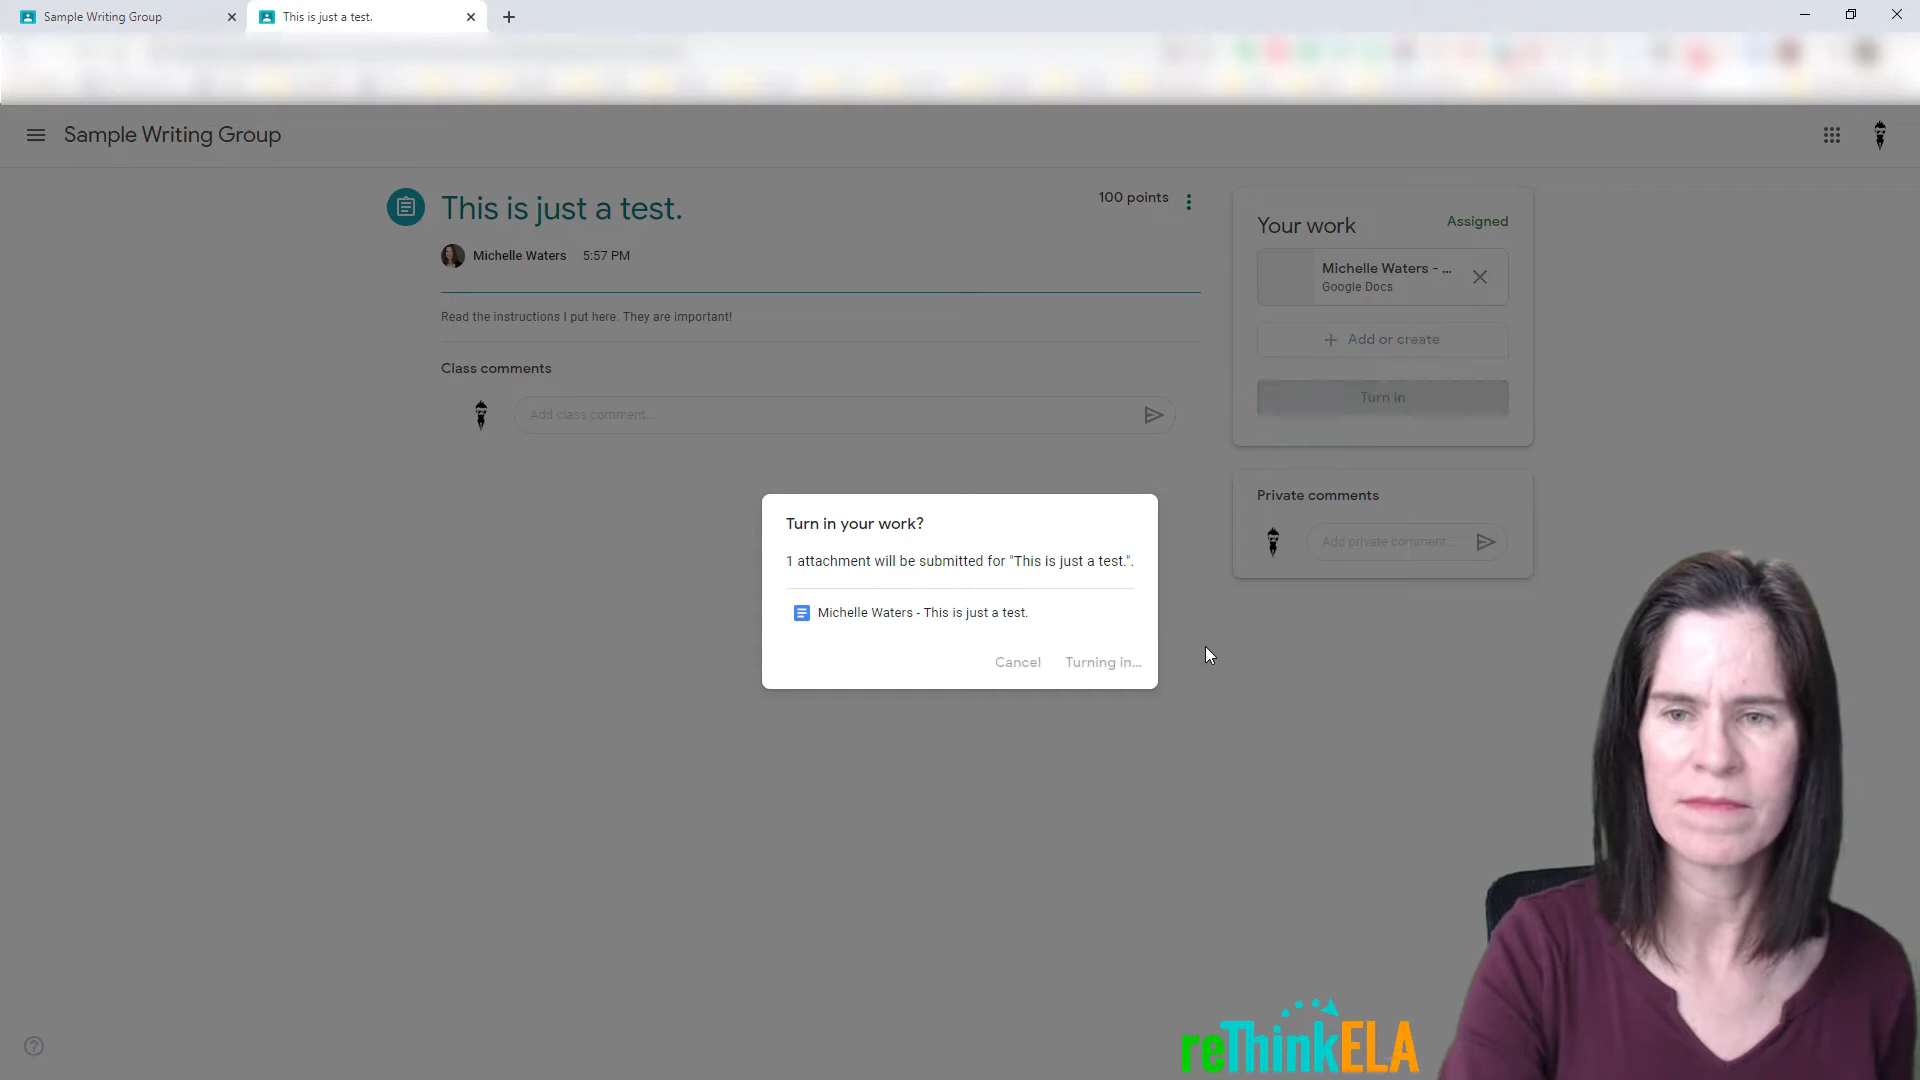 Sample Writing Group
This is just a test.
Sample Writing Group
This is just a test.
100 points
Michelle Waters 5:57 PM
Read the instructions I put here. They are important!
Class comments
Add class comment...
Your work
Assigned
Michelle Waters - ...
Google Docs
+ Add or create
Turn in
Private comments
Add private comment...
Turn in your work?
1 attachment will be submitted for "This is just a test.".
Michelle Waters - This is just a test.
Cancel Turning in...
reThinkELA